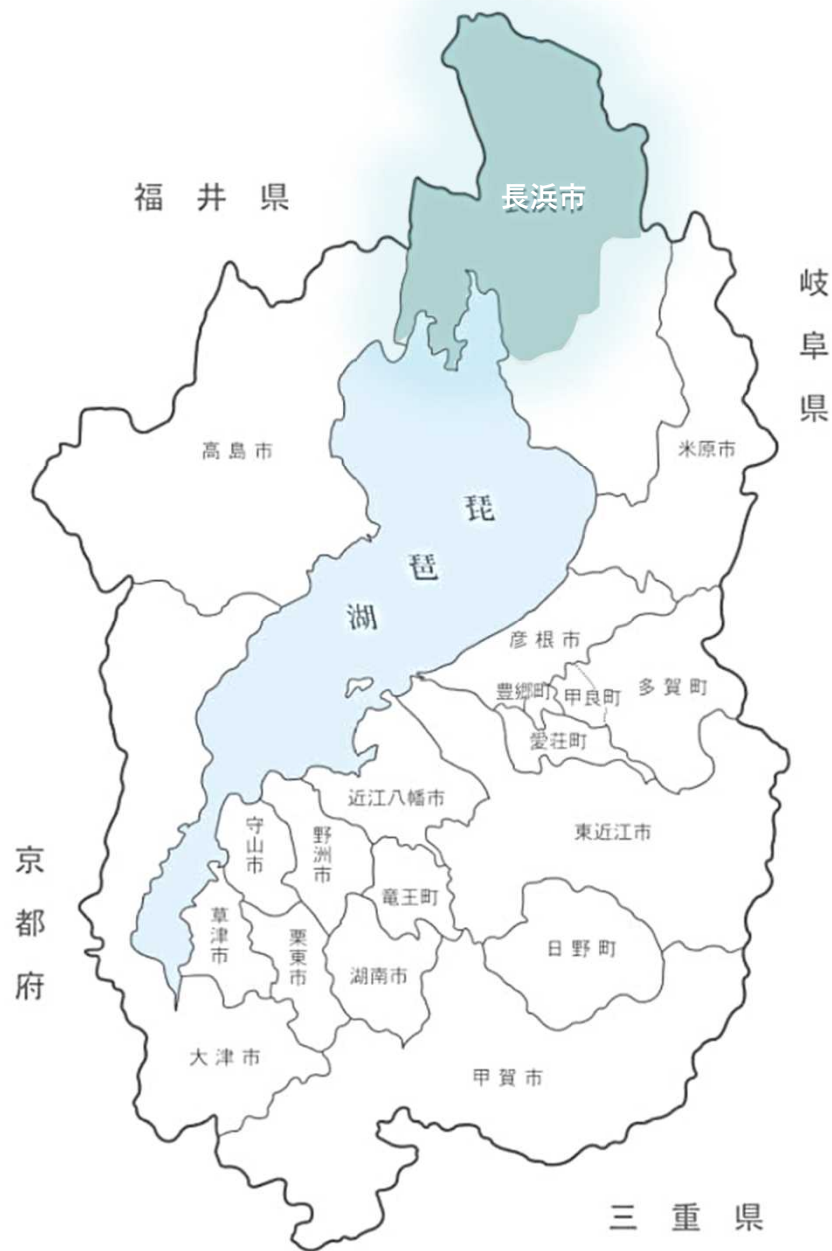 長浜市
福井県
岐阜県
高島市
米原市
琵琶湖
彦根市
豊郷町
甲良町
多賀町
愛荘町
近江八幡市
東近江市
守山市
野洲市
竜王町
京都府
草津市
栗東市
湖南市
日野町
大津市
甲賀市
三重県